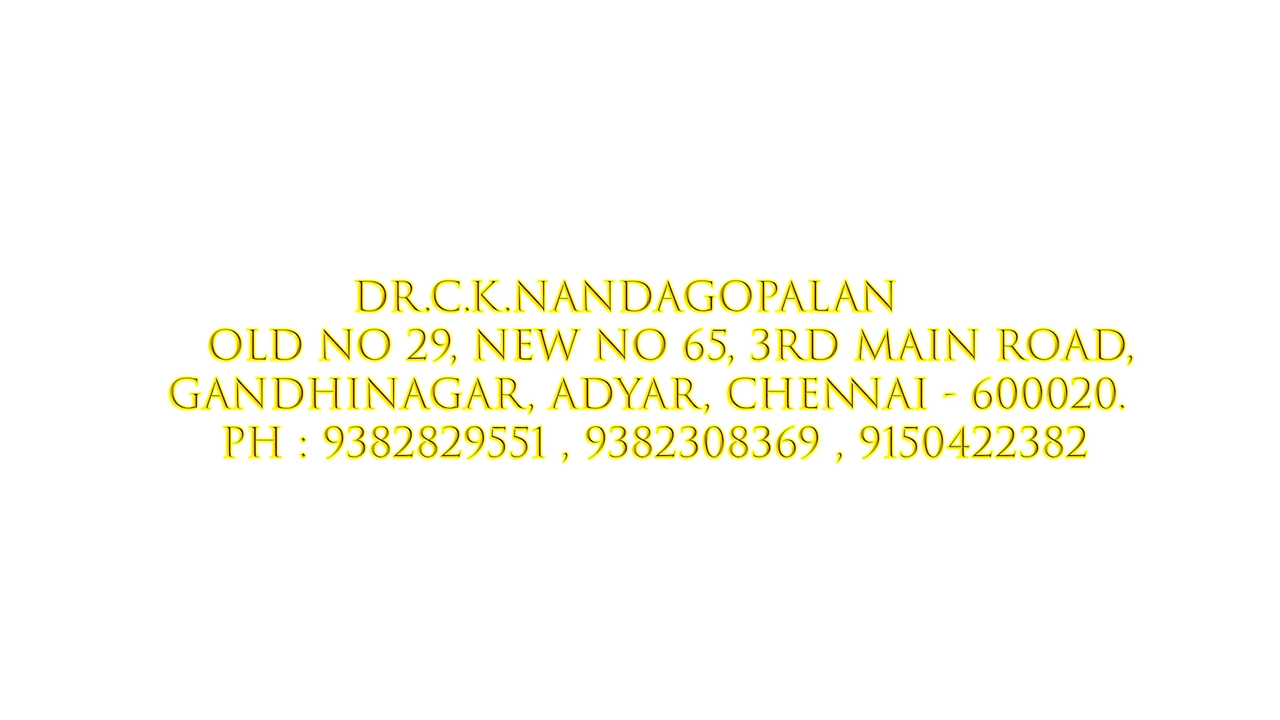 DR.C.K.NANDAGOPALAN
OLD NO 29, NEW NO 65, 3RD MAIN ROAD,
GANDHINAGAR, ADYAR, CHENNAI - 600020.
PH : 9382829551 , 9382308369 , 9150422382